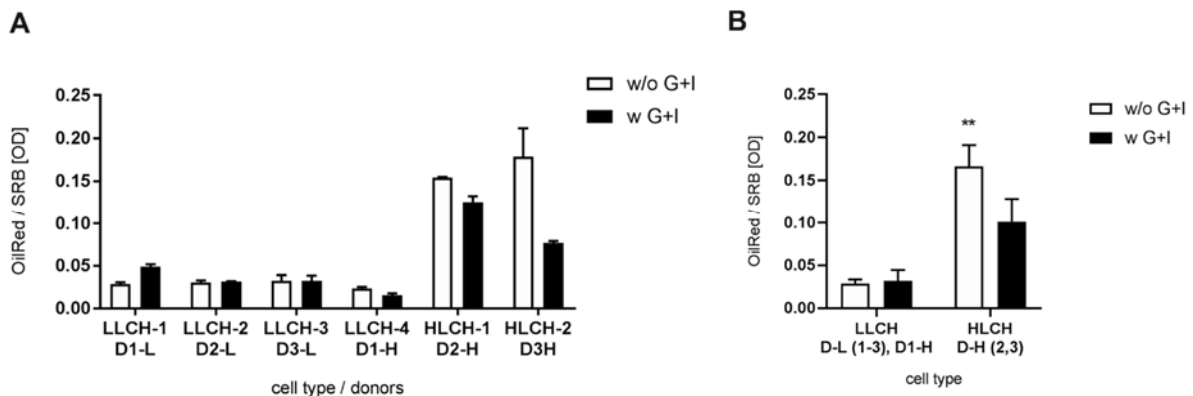 A
OilRed / SRB [OD]
0.25
0.20
0.15
0.10
0.05
0.00
LLCH-1 LLCH-2 LLCH-3 LLCH-4 HLCH-1 HLCH-2
D1-L D2-L D3-L D1-H D2-H D3H
cell type / donors
w/o G+I
w G+I
B
OilRed / SRB [OD]
0.25
0.20
0.15
0.10
0.05
0.00
**
LLCH HLCH
D-L (1-3), D1-H D-H (2,3)
cell type
w/o G+I
w G+I